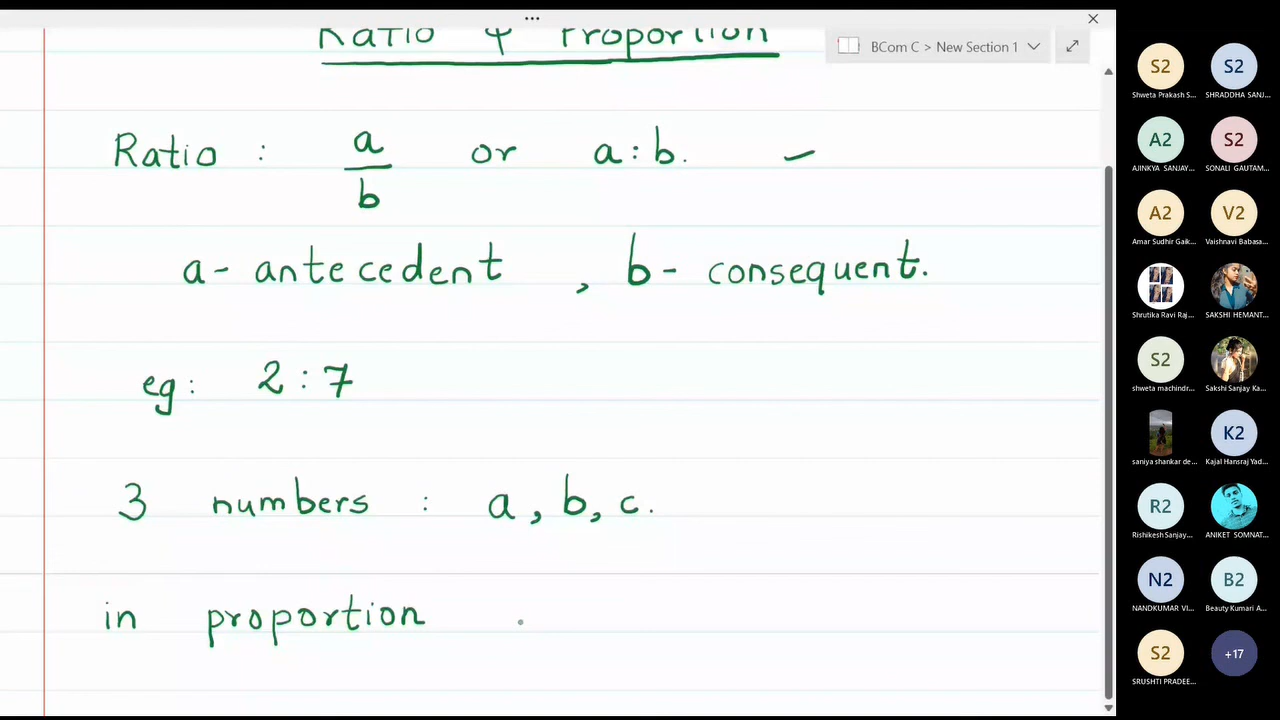 ...
Ratio & Proportion
BCom C > New Section 1
Ratio : a/b or a : b.
a - antecedent , b - consequent.
eg : 2 : 7
3 numbers : a, b, c.
in proportion
S2 S2
Shweta Prakash S... SHRADDHA SANJ...
A2 S2
AJINKYA SANJAY... SONALI GAUTAM...
A2 V2
Amar Sudhir Gaik... Vaishnavi Babasa...
Shrutika Ravi Raj... SAKSHI HEMANT...
S2
shweta machindr... Sakshi Sanjay Ka...
K2
saniya shankar de... Kajal Hansraj Yad...
R2
Rishikesh Sanjay... ANIKET SOMNAT...
N2 B2
NANDKUMAR VI... Beauty Kumari A...
S2 +17
SRUSHTI PRADEE...